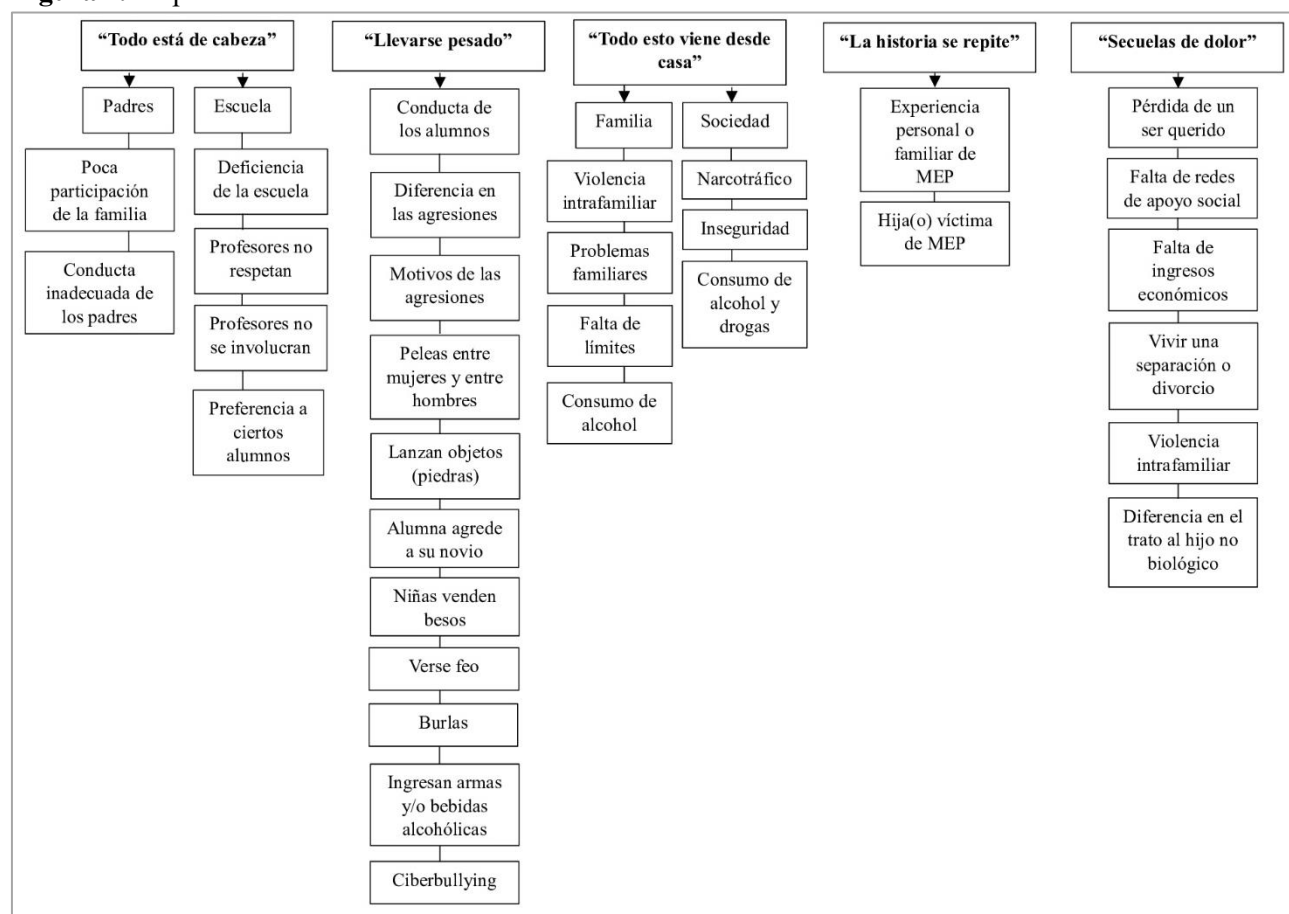 “Todo está de cabeza”
Padres
Poca
participación
de la familia
Conducta
inadecuada de
los padres
Escuela
Deficiencia
de la escuela
Profesores no
respetan
Profesores no
se involucran
Preferencia a
ciertos
alumnos
“Llevarse pesado”
Conducta de
los alumnos
Diferencia en
las agresiones
Motivos de las
agresiones
Peleas entre
mujeres y entre
hombres
Lanzan objetos
(piedras)
Alumna agrede
a su novio
Niñas venden
besos
Verse feo
Burlas
Ingresan armas
y/o bebidas
alcohólicas
Ciberbullying
“Todo esto viene desde
casa”
Familia
Violencia
intrafamiliar
Problemas
familiares
Falta de
límites
Consumo de
alcohol
Sociedad
Narcotráfico
Inseguridad
Consumo de
alcohol y
drogas
“La historia se repite”
Experiencia
personal o
familiar de
MEP
Hija(o) víctima
de MEP
“Secuelas de dolor”
Pérdida de un
ser querido
Falta de redes
de apoyo social
Falta de
ingresos
económicos
Vivir una
separación o
divorcio
Violencia
intrafamiliar
Diferencia en el
trato al hijo no
biológico